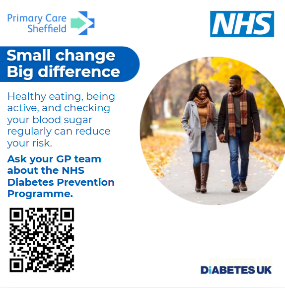 Primary Care
Sheffield
NHS
Small change
Big difference
Healthy eating, being
active, and checking
your blood sugar
regularly can reduce
your risk.
Ask your GP team
about the NHS
Diabetes Prevention
Programme.
DIABETES UK